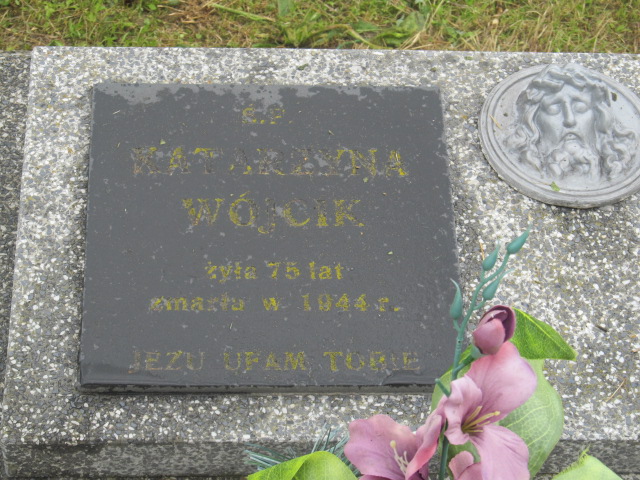 Ś.P.
KATARZYNA
WÓJCIK
żyła 75 lat
zmarła w 1944 r.
JEZU UFAM TOBIE